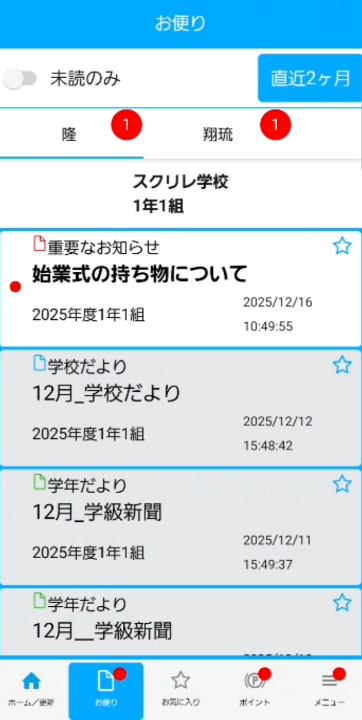 お便り
未読のみ
直近2ヶ月
隆 1
翔琉 1
スクリレ学校
1年1組
重要なお知らせ
始業式の持ち物について
2025年度1年1組
2025/12/16
10:49:55
学校だより
12月_学校だより
2025年度1年1組
2025/12/12
15:48:42
学年だより
12月_学級新聞
2025年度1年1組
2025/12/11
15:49:37
学年だより
12月__学級新聞
ホーム/更新
お便り
お気に入り
ポイント
メニュー